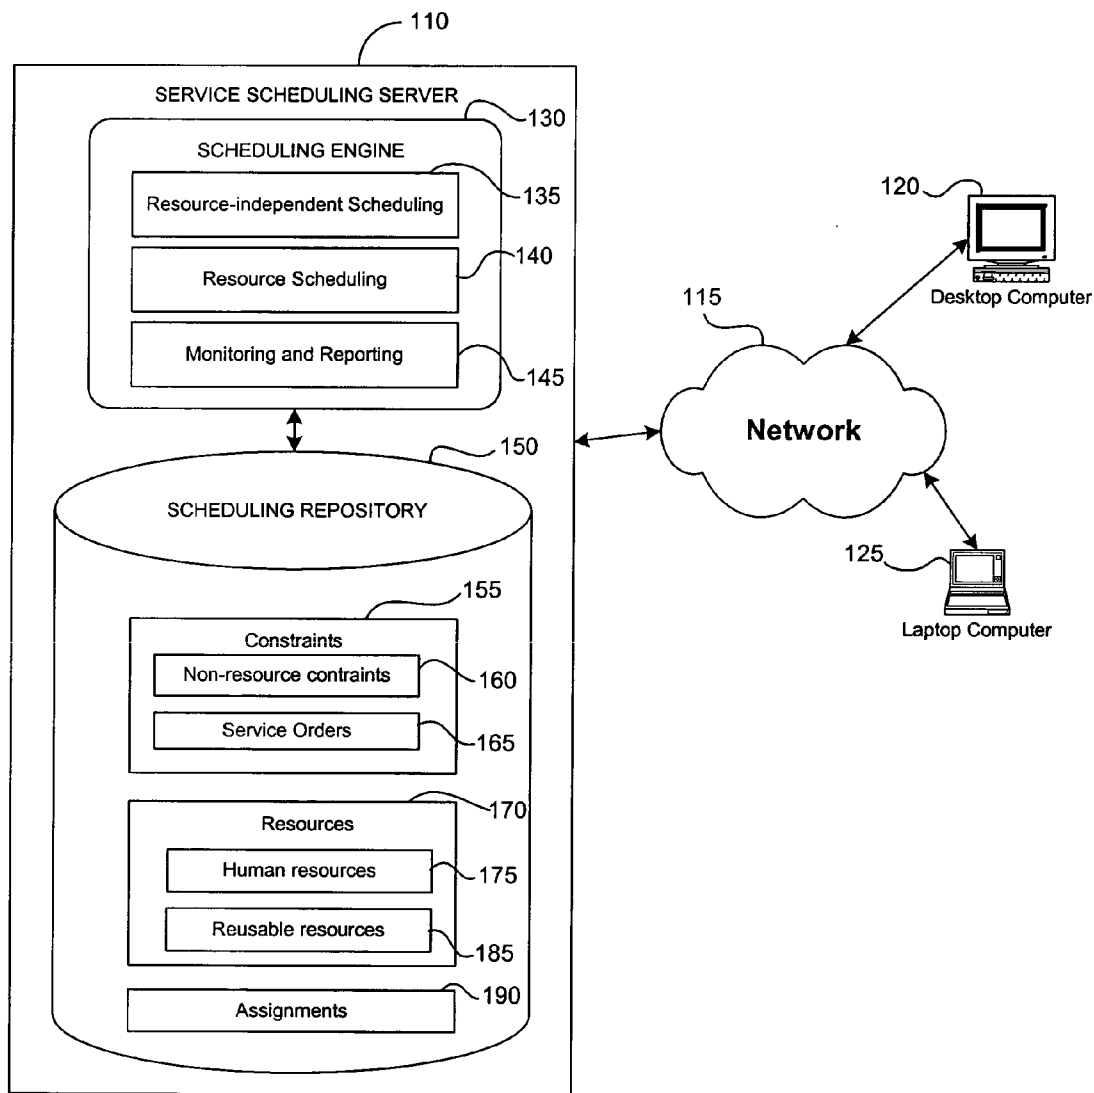 110
SERVICE SCHEDULING SERVER
130
SCHEDULING ENGINE
135
Resource-independent Scheduling
140
Resource Scheduling
Monitoring and Reporting
145
150
SCHEDULING REPOSITORY
155
Constraints
Non-resource contraints
160
Service Orders
165
170
Resources
Human resources
175
Reusable resources
185
190
Assignments
115
Network
120
Desktop Computer
125
Laptop Computer